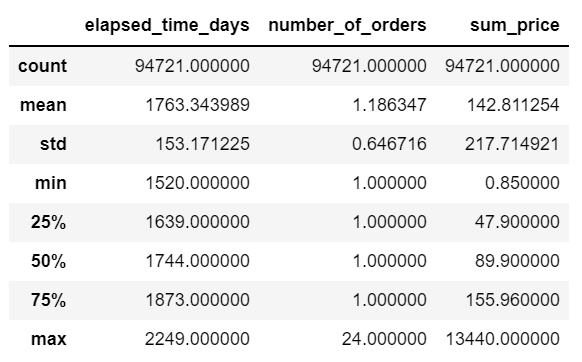 elapsed_time_days number_of_orders sum_price
count 94721.000000 94721.000000 94721.000000
mean 1763.343989 1.186347 142.811254
std 153.171225 0.646716 217.714921
min 1520.000000 1.000000 0.850000
25% 1639.000000 1.000000 47.900000
50% 1744.000000 1.000000 89.900000
75% 1873.000000 1.000000 155.960000
max 2249.000000 24.000000 13440.000000